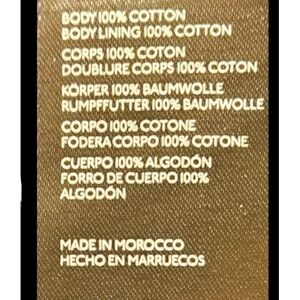 BODY 100% COTTON
BODY LINING 100% COTTON
CORPS 100% COTON
DOUBLURE CORPS 100% COTON
KÖRPER 100% BAUMWOLLE
RUMPFFUTTER 100% BAUMWOLLE
CORPO 100% COTONE
FODERA CORPO 100% COTONE
CUERPO 100% ALGODÓN
FORRO DE CUERPO 100%
ALGODÓN
MADE IN MOROCCO
HECHO EN MARRUECOS